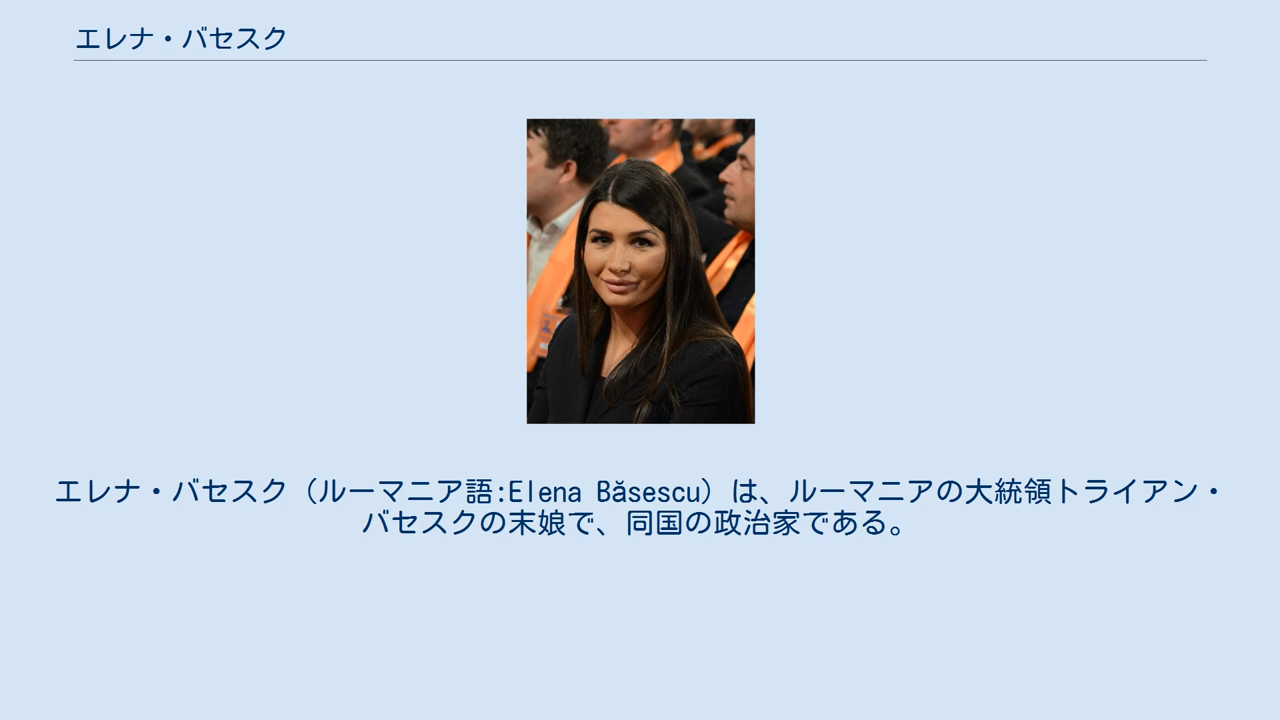 エレナ・バセスク
エレナ・バセスク（ルーマニア語:Elena Băsescu）は、ルーマニアの大統領トライアン・
バセスクの末娘で、同国の政治家である。